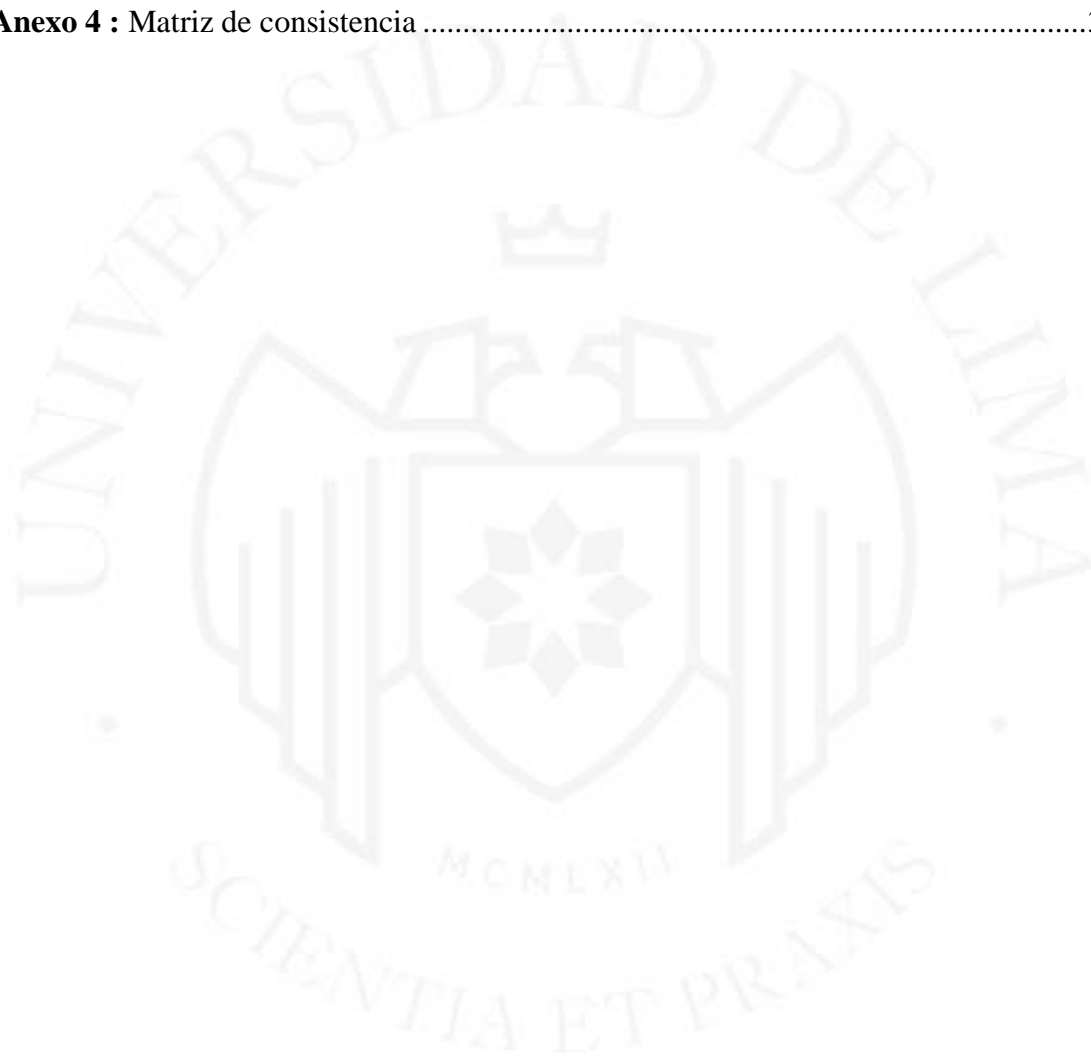 Anexo 4 : Matriz de consistencia ....................................................................................
UNIVERSIDAD DE LIMA
MCMLXII
SCIENTIA ET PRAXIS